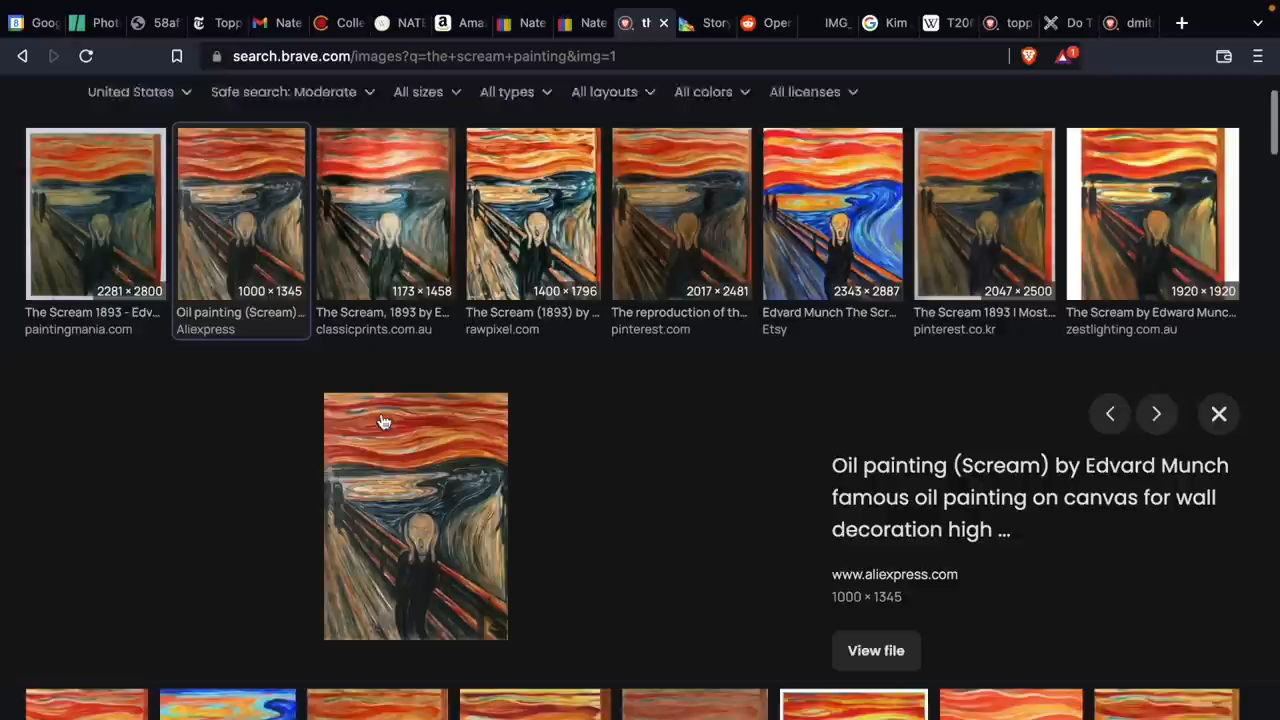 Goo
Phot
58af
Topp
Nate
Colle
NATE
Ama
Nate
Nate
th
Story
Oper
IMG_
Kim
T20
topp
Do T
dmit
search.brave.com/images?q=the+scream+painting&img=1
1
United States
Safe search: Moderate
All sizes
All types
All layouts
All colors
All licenses
2281 × 2800
1000 × 1345
1173 × 1458
1400 × 1796
2017 × 2481
2343 × 2887
2047 × 2500
1920 × 1920
The Scream 1893 - Edv...
Oil painting (Scream)...
The Scream, 1893 by E...
The Scream (1893) by ...
The reproduction of th...
Edvard Munch The Scr...
The Scream 1893 | Most...
The Scream by Edward Munc...
paintingmania.com
Aliexpress
classicprints.com.au
rawpixel.com
pinterest.com
Etsy
pinterest.co.kr
zestlighting.com.au
Oil painting (Scream) by Edvard Munch
famous oil painting on canvas for wall
decoration high ...
www.aliexpress.com
1000 × 1345
View file